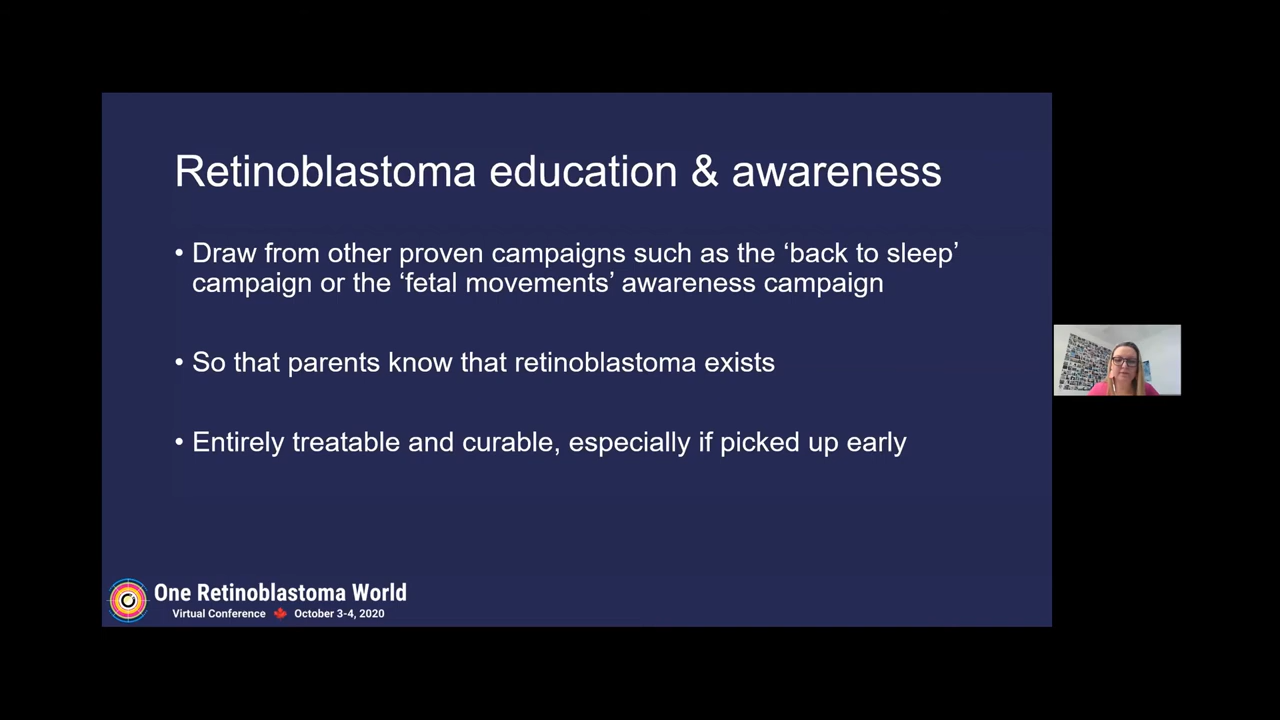 Retinoblastoma education & awareness
• Draw from other proven campaigns such as the ‘back to sleep’
campaign or the ‘fetal movements’ awareness campaign
• So that parents know that retinoblastoma exists
• Entirely treatable and curable, especially if picked up early
One Retinoblastoma World
Virtual Conference October 3-4, 2020